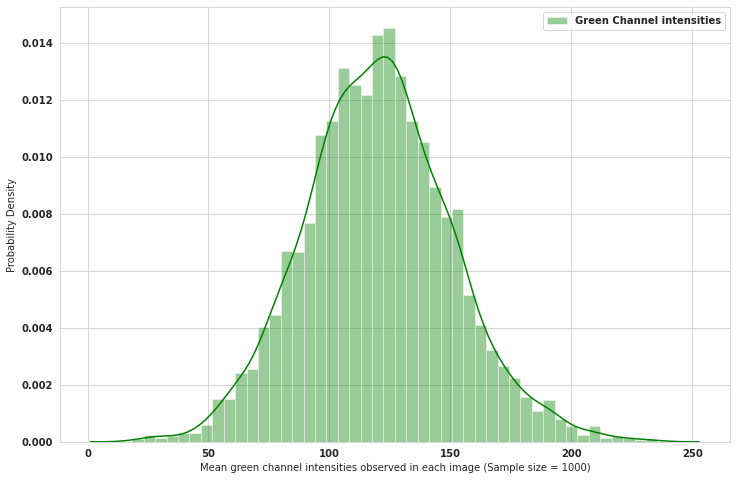 Green Channel intensities
0.014
0.012
0.010
0.008
0.006
0.004
0.002
0.000
Probability Density
0 50 100 150 200 250
Mean green channel intensities observed in each image (Sample size = 1000)